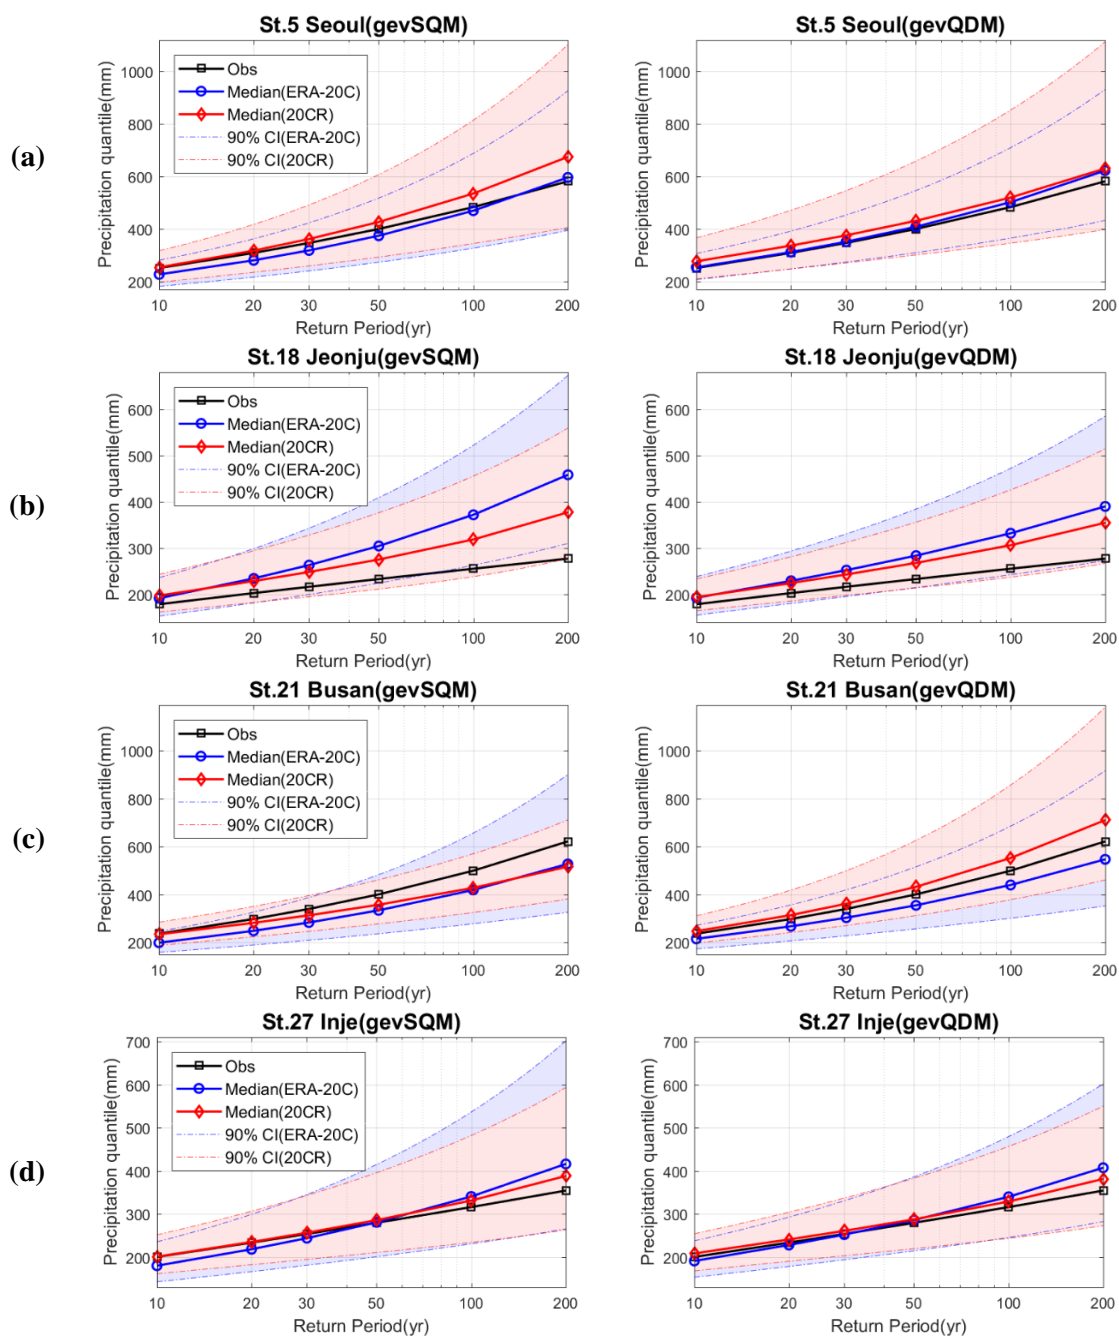 St.5 Seoul(gevSQM)
St.5 Seoul(gevQDM)
(a)
Precipitation quantile(mm)
1000
800
600
400
200
Obs
Median(ERA-20C)
Median(20CR)
90% CI(ERA-20C)
90% CI(20CR)
10 20 30 50 100 200
Return Period(yr)
Precipitation quantile(mm)
1000
800
600
400
200
10 20 30 50 100 200
Return Period(yr)
St.18 Jeonju(gevSQM)
St.18 Jeonju(gevQDM)
(b)
Precipitation quantile(mm)
600
500
400
300
200
Obs
Median(ERA-20C)
Median(20CR)
90% CI(ERA-20C)
90% CI(20CR)
10 20 30 50 100 200
Return Period(yr)
Precipitation quantile(mm)
600
500
400
300
200
10 20 30 50 100 200
Return Period(yr)
St.21 Busan(gevSQM)
St.21 Busan(gevQDM)
(c)
Precipitation quantile(mm)
1000
800
600
400
200
Obs
Median(ERA-20C)
Median(20CR)
90% CI(ERA-20C)
90% CI(20CR)
10 20 30 50 100 200
Return Period(yr)
Precipitation quantile(mm)
1000
800
600
400
200
10 20 30 50 100 200
Return Period(yr)
St.27 Inje(gevSQM)
St.27 Inje(gevQDM)
(d)
Precipitation quantile(mm)
700
600
500
400
300
200
Obs
Median(ERA-20C)
Median(20CR)
90% CI(ERA-20C)
90% CI(20CR)
10 20 30 50 100 200
Return Period(yr)
Precipitation quantile(mm)
700
600
500
400
300
200
10 20 30 50 100 200
Return Period(yr)